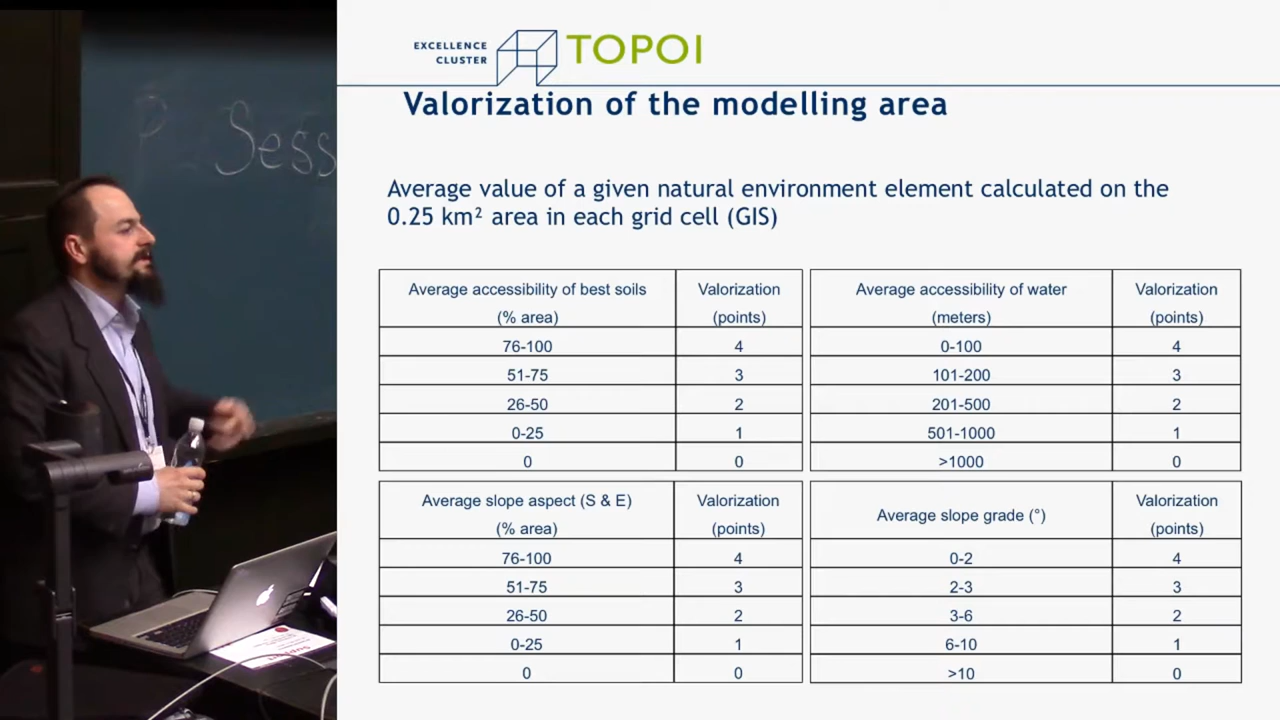 EXCELLENCE
CLUSTER
TOPOI
Valorization of the modelling area
P Sess
Average value of a given natural environment element calculated on the
0.25 km² area in each grid cell (GIS)
Average accessibility of best soils (% area) Valorization (points)
76-100 4
51-75 3
26-50 2
0-25 1
0 0
Average accessibility of water (meters) Valorization (points)
0-100 4
101-200 3
201-500 2
501-1000 1
>1000 0
Average slope aspect (S & E) (% area) Valorization (points)
76-100 4
51-75 3
26-50 2
0-25 1
0 0
Average slope grade (°) Valorization (points)
0-2 4
2-3 3
3-6 2
6-10 1
>10 0